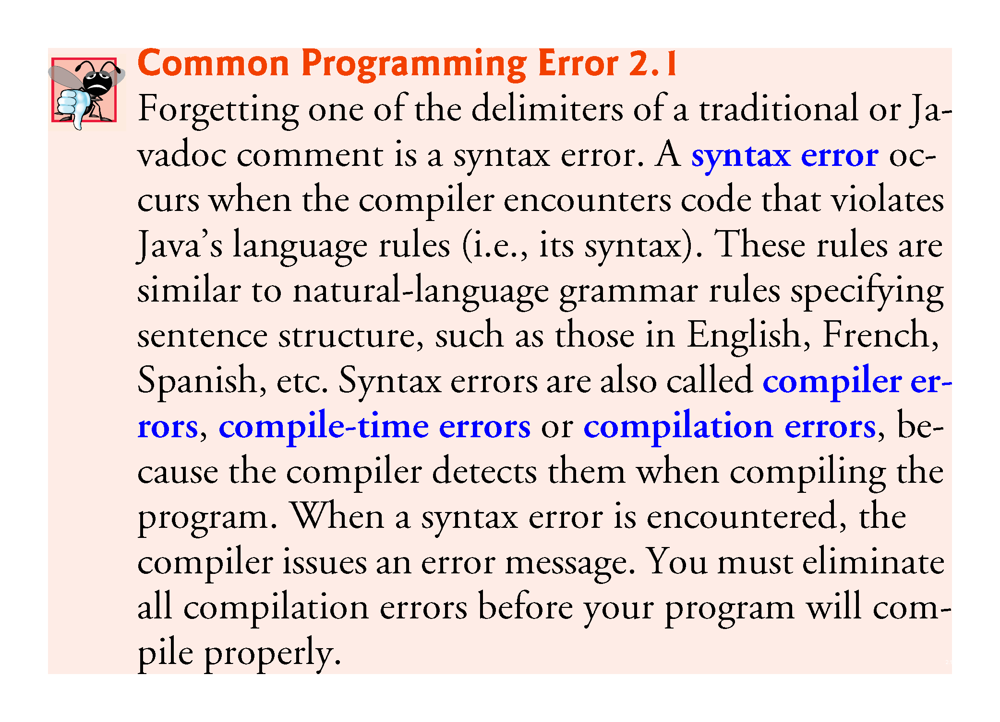 Common Programming Error 2.1
Forgetting one of the delimiters of a traditional or Ja-
vadoc comment is a syntax error. A syntax error oc-
curs when the compiler encounters code that violates
Java’s language rules (i.e., its syntax). These rules are
similar to natural-language grammar rules specifying
sentence structure, such as those in English, French,
Spanish, etc. Syntax errors are also called compiler er-
rors, compile-time errors or compilation errors, be-
cause the compiler detects them when compiling the
program. When a syntax error is encountered, the
compiler issues an error message. You must eliminate
all compilation errors before your program will com-
pile properly.